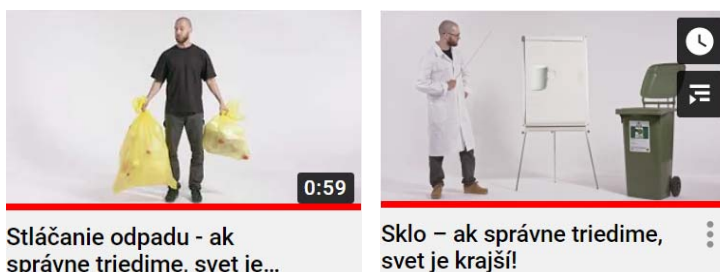 0:59
Stláčanie odpadu - ak
správne triedime, svet je...
Sklo – ak správne triedime,
svet je krajší!